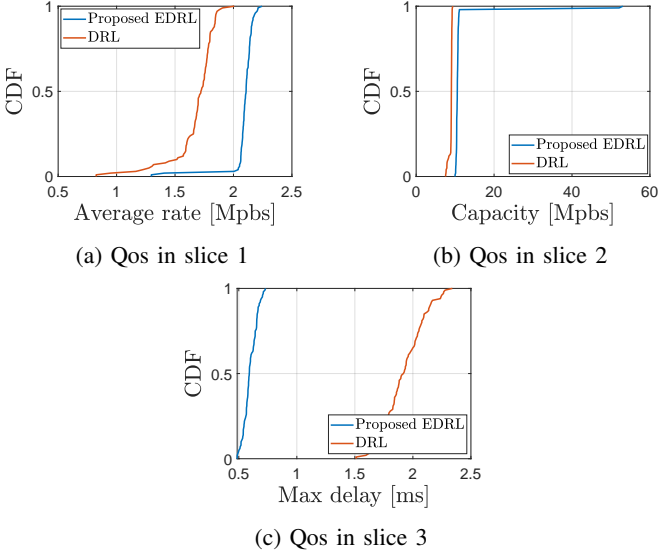 1
0.5
0
CDF
Proposed EDRL
DRL
0.5 1 1.5 2 2.5
Average rate [Mpbs]
(a) Qos in slice 1
1
0.5
0
CDF
Proposed EDRL
DRL
0 20 40 60
Capacity [Mpbs]
(b) Qos in slice 2
1
0.5
0
CDF
Proposed EDRL
DRL
0.5 1 1.5 2 2.5
Max delay [ms]
(c) Qos in slice 3